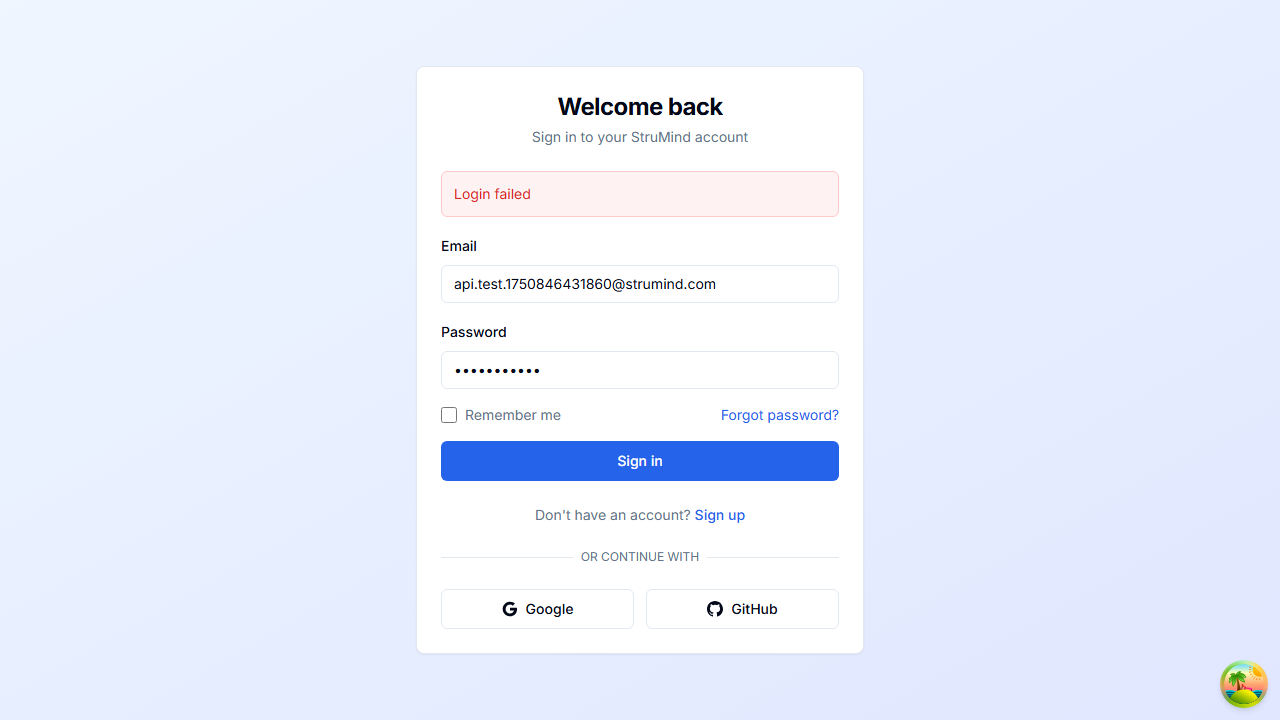 Welcome back
Sign in to your StruMind account
Login failed
Email
api.test.1750846431860@strumind.com
Password
•••••••••••
Remember me
Forgot password?
Sign in
Don't have an account? Sign up
OR CONTINUE WITH
Google
GitHub